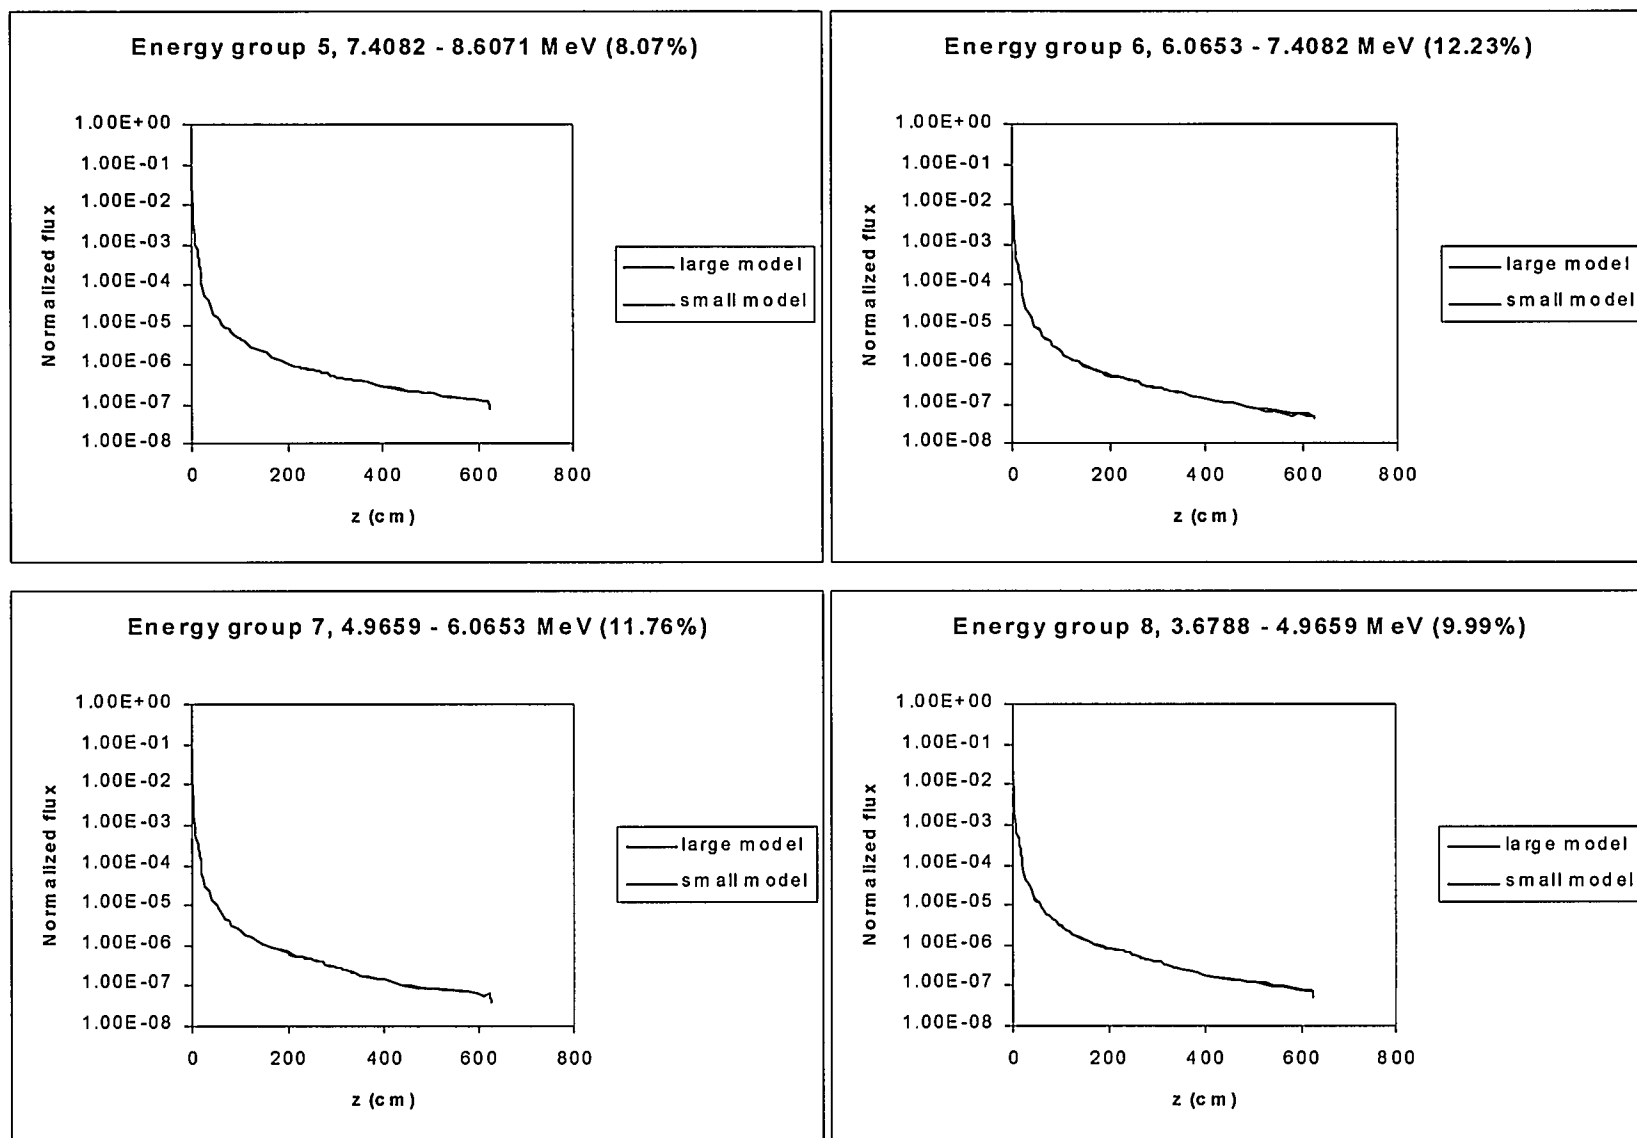 Energy group 5, 7.4082 - 8.6071 MeV (8.07%)
1.00E+00
1.00E-01
1.00E-02
1.00E-03
1.00E-04
1.00E-05
1.00E-06
1.00E-07
1.00E-08
Normalized flux
0 200 400 600 800
z (cm)
large model
small model
Energy group 6, 6.0653 - 7.4082 MeV (12.23%)
1.00E+00
1.00E-01
1.00E-02
1.00E-03
1.00E-04
1.00E-05
1.00E-06
1.00E-07
1.00E-08
Normalized flux
0 200 400 600 800
z (cm)
large model
small model
Energy group 7, 4.9659 - 6.0653 MeV (11.76%)
1.00E+00
1.00E-01
1.00E-02
1.00E-03
1.00E-04
1.00E-05
1.00E-06
1.00E-07
1.00E-08
Normalized flux
0 200 400 600 800
z (cm)
large model
small model
Energy group 8, 3.6788 - 4.9659 MeV (9.99%)
1.00E+00
1.00E-01
1.00E-02
1.00E-03
1.00E-04
1.00E-05
1 00E-06
1.00E-07
1.00E-08
Normalized flux
0 200 400 600 800
z (cm)
large model
small model